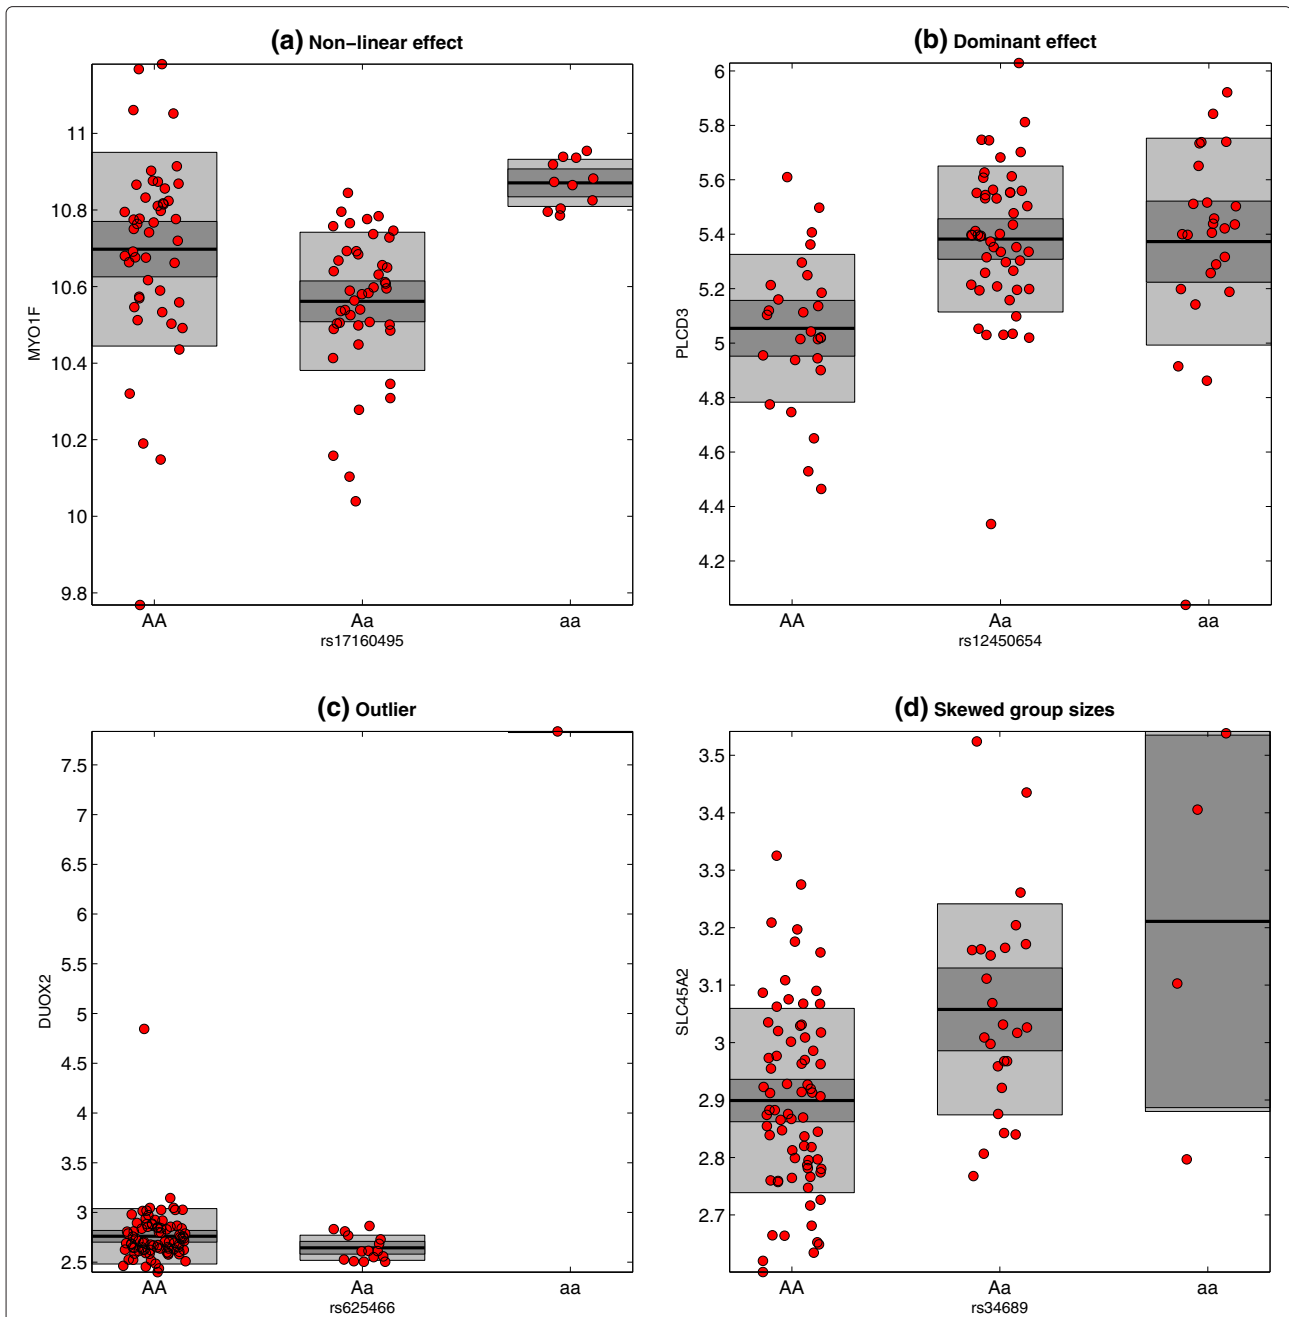 (a) Non-linear effect
MYO1F
11
10.8
10.6
10.4
10.2
10
9.8
AA Aa aa
rs17160495
(b) Dominant effect
PLCD3
6
5.8
5.6
5.4
5.2
5
4.8
4.6
4.4
4.2
AA Aa aa
rs12450654
(c) Outlier
DUOX2
7.5
7
6.5
6
5.5
5
4.5
4
3.5
3
2.5
AA Aa aa
rs625466
(d) Skewed group sizes
SLC45A2
3.5
3.4
3.3
3.2
3.1
3
2.9
2.8
2.7
AA Aa aa
rs34689